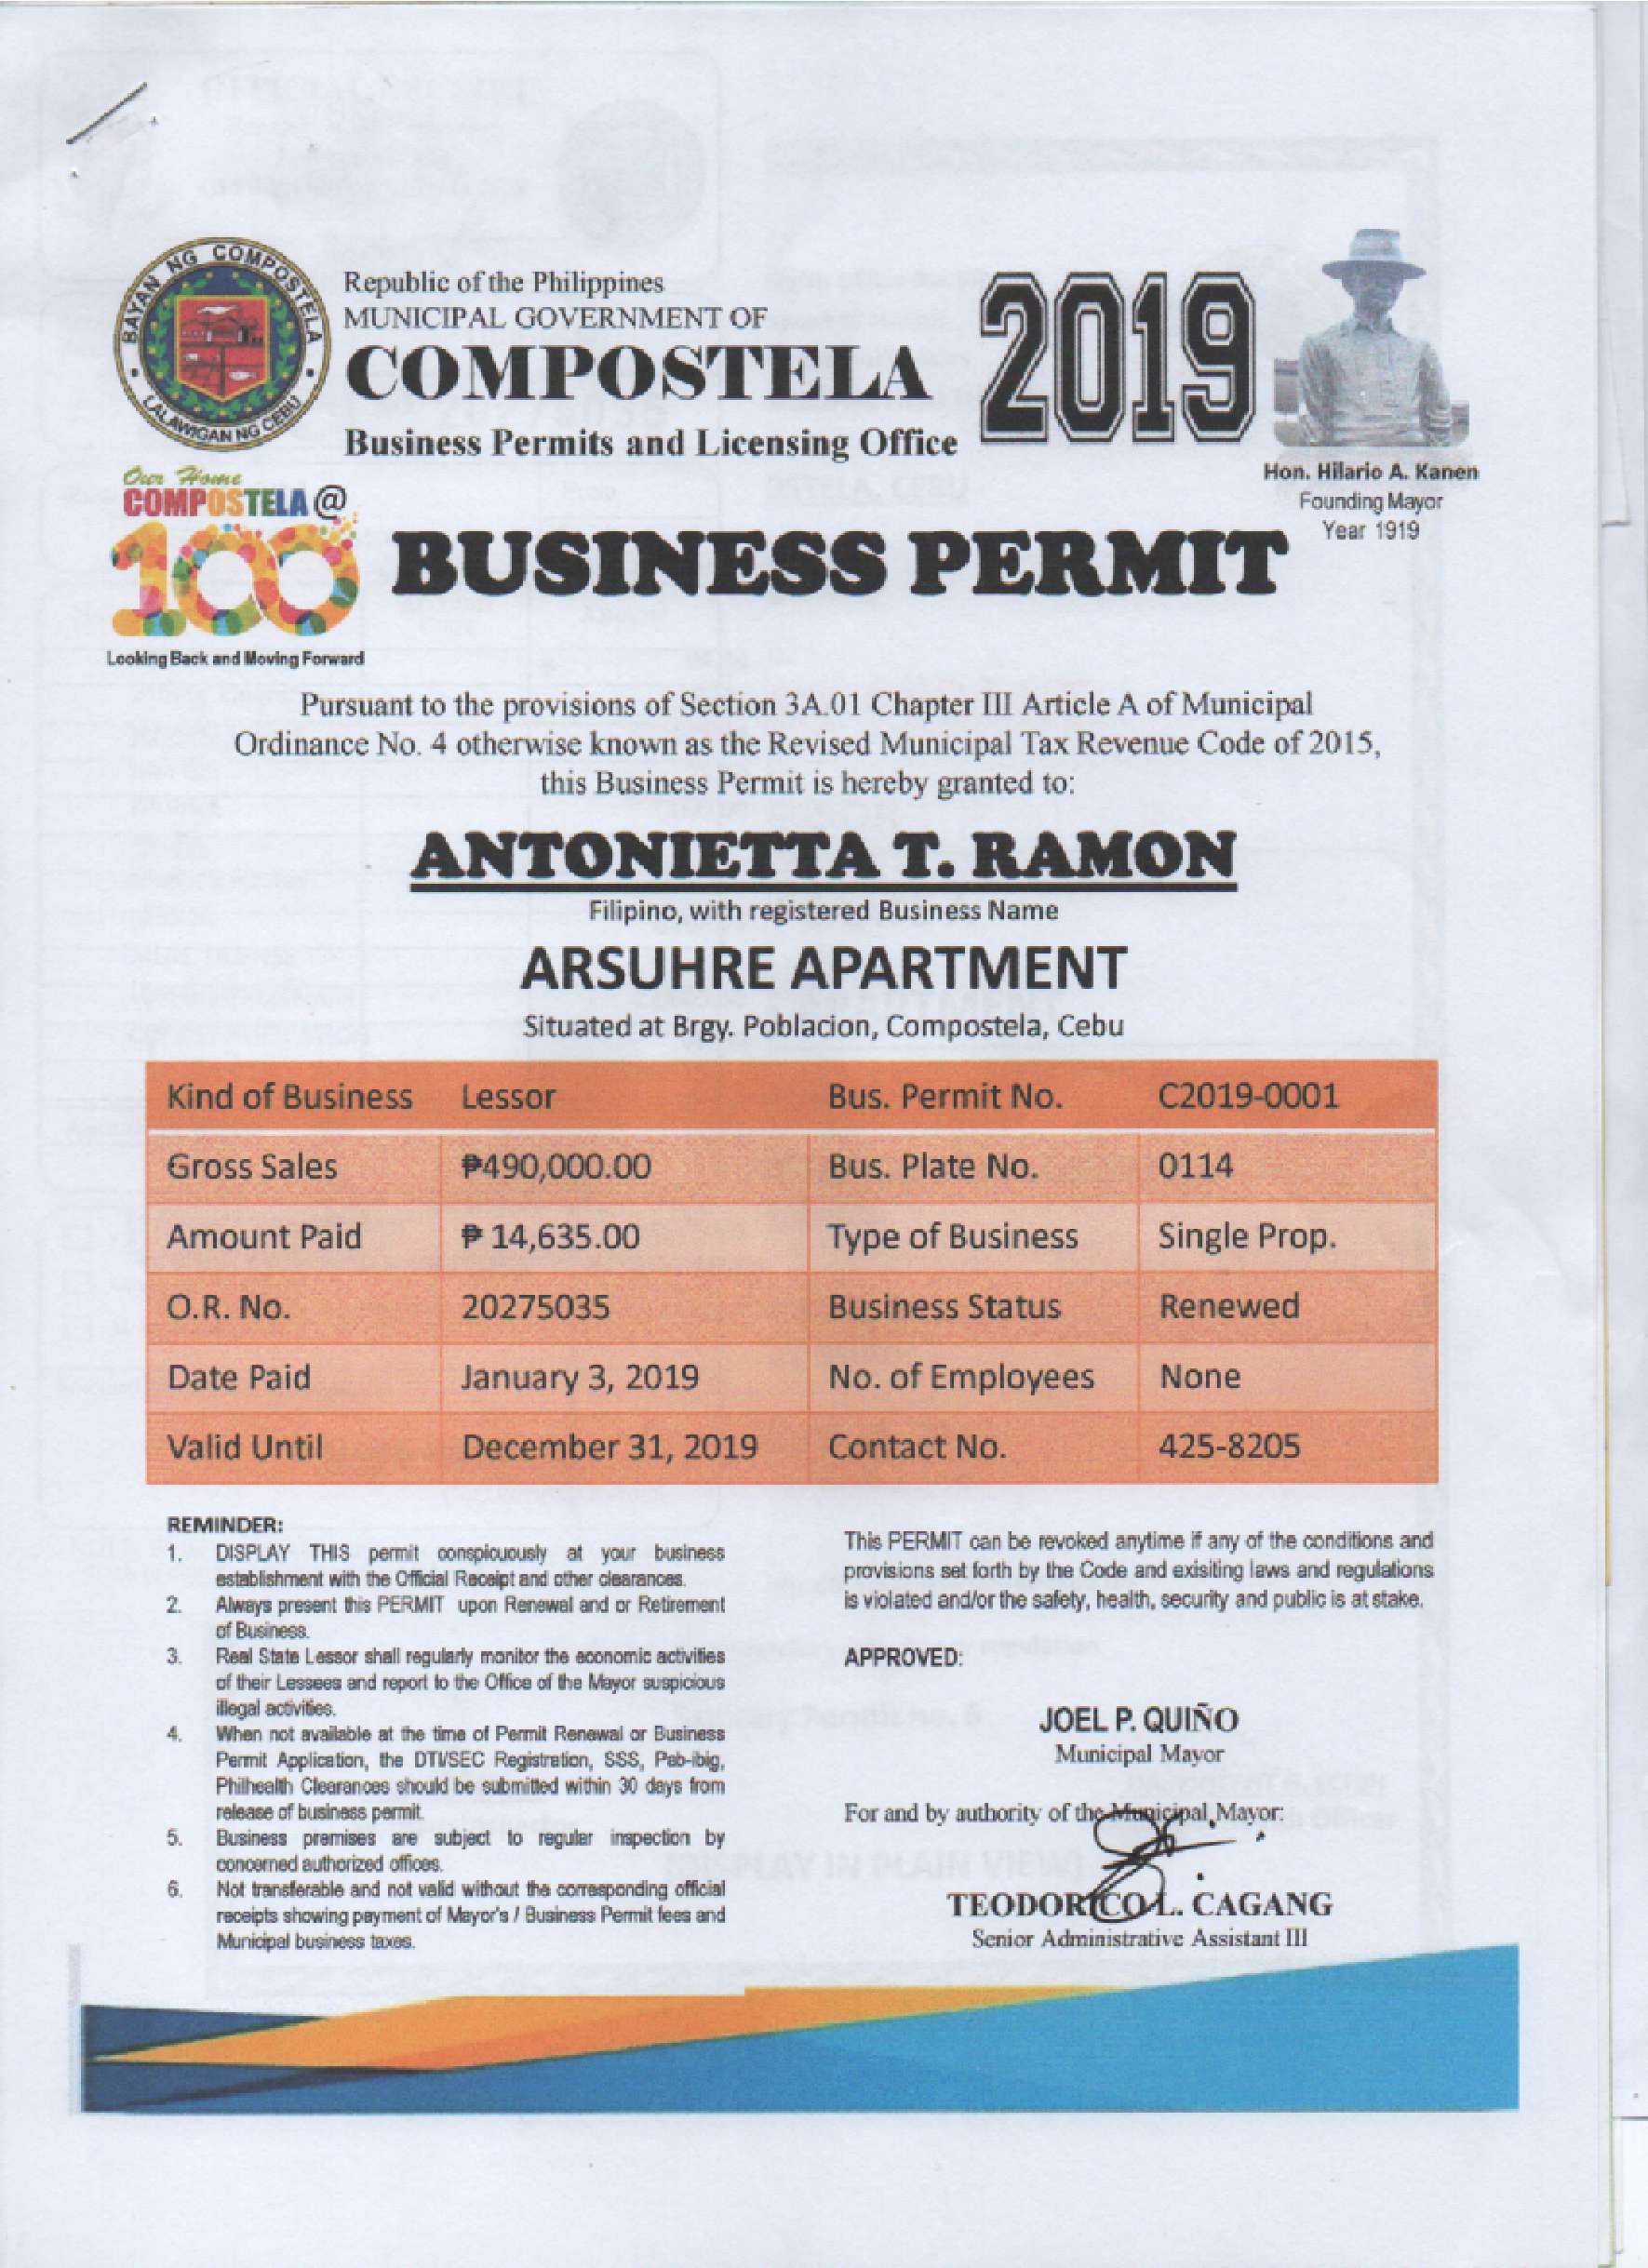 BAYAN NG COMPOSTELA
LALAWIGAN NG CEBU
Republic of the Philippines
MUNICIPAL GOVERNMENT OF
COMPOSTELA
Business Permits and Licensing Office
2019
Hon. Hilario A. Kanen
Founding Mayor
Year 1919
Our Home
COMPOSTELA @
100
Looking Back and Moving Forward
BUSINESS PERMIT
Pursuant to the provisions of Section 3A.01 Chapter III Article A of Municipal
Ordinance No. 4 otherwise known as the Revised Municipal Tax Revenue Code of 2015,
this Business Permit is hereby granted to:
ANTONIETTA T. RAMON
Filipino, with registered Business Name
ARSUHRE APARTMENT
Situated at Brgy. Poblacion, Compostela, Cebu
Kind of Business Lessor Bus. Permit No. C2019-0001
Gross Sales ₱490,000.00 Bus. Plate No. 0114
Amount Paid ₱ 14,635.00 Type of Business Single Prop.
O.R. No. 20275035 Business Status Renewed
Date Paid January 3, 2019 No. of Employees None
Valid Until December 31, 2019 Contact No. 425-8205
REMINDER:
1. DISPLAY THIS permit conspicuously at your business
establishment with the Official Receipt and other clearances.
2. Always present this PERMIT upon Renewal and or Retirement
of Business.
3. Real State Lessor shall regularly monitor the economic activities
of their Lessees and report to the Office of the Mayor suspicious
illegal activities.
4. When not available at the time of Permit Renewal or Business
Permit Application, the DTI/SEC Registration, SSS, Pab-ibig,
Philhealth Clearances should be submitted within 30 days from
release of business permit.
5. Business premises are subject to regular inspection by
concerned authorized offices.
6. Not transferable and not valid without the corresponding official
receipts showing payment of Mayor's / Business Permit fees and
Municipal business taxes.
This PERMIT can be revoked anytime if any of the conditions and
provisions set forth by the Code and exisiting laws and regulations
is violated and/or the safety, health, security and public is at stake.
APPROVED:
JOEL P. QUIÑO
Municipal Mayor
For and by authority of the Municipal Mayor:
TEODORICO L. CAGANG
Senior Administrative Assistant III